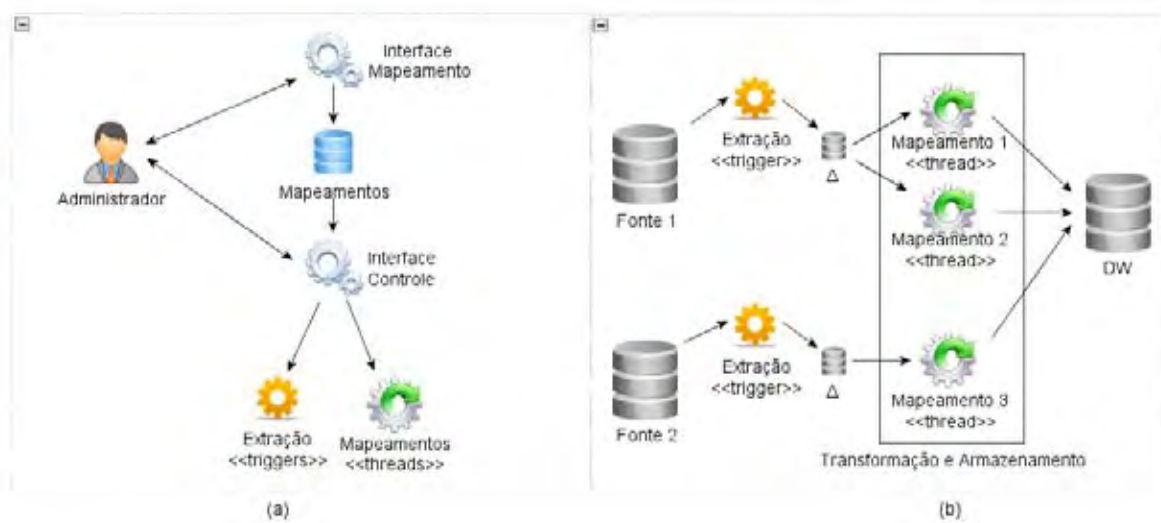 Interface
Mapeamento
Administrador
Mapeamentos
Interface
Controle
Extração
<<triggers>>
Mapeamentos
<<threads>>
(a)
Fonte 1
Extração
<<trigger>>
Δ
Mapeamento 1
<<thread>>
Mapeamento 2
<<thread>>
DW
Fonte 2
Extração
<<trigger>>
Δ
Mapeamento 3
<<thread>>
Transformação e Armazenamento
(b)